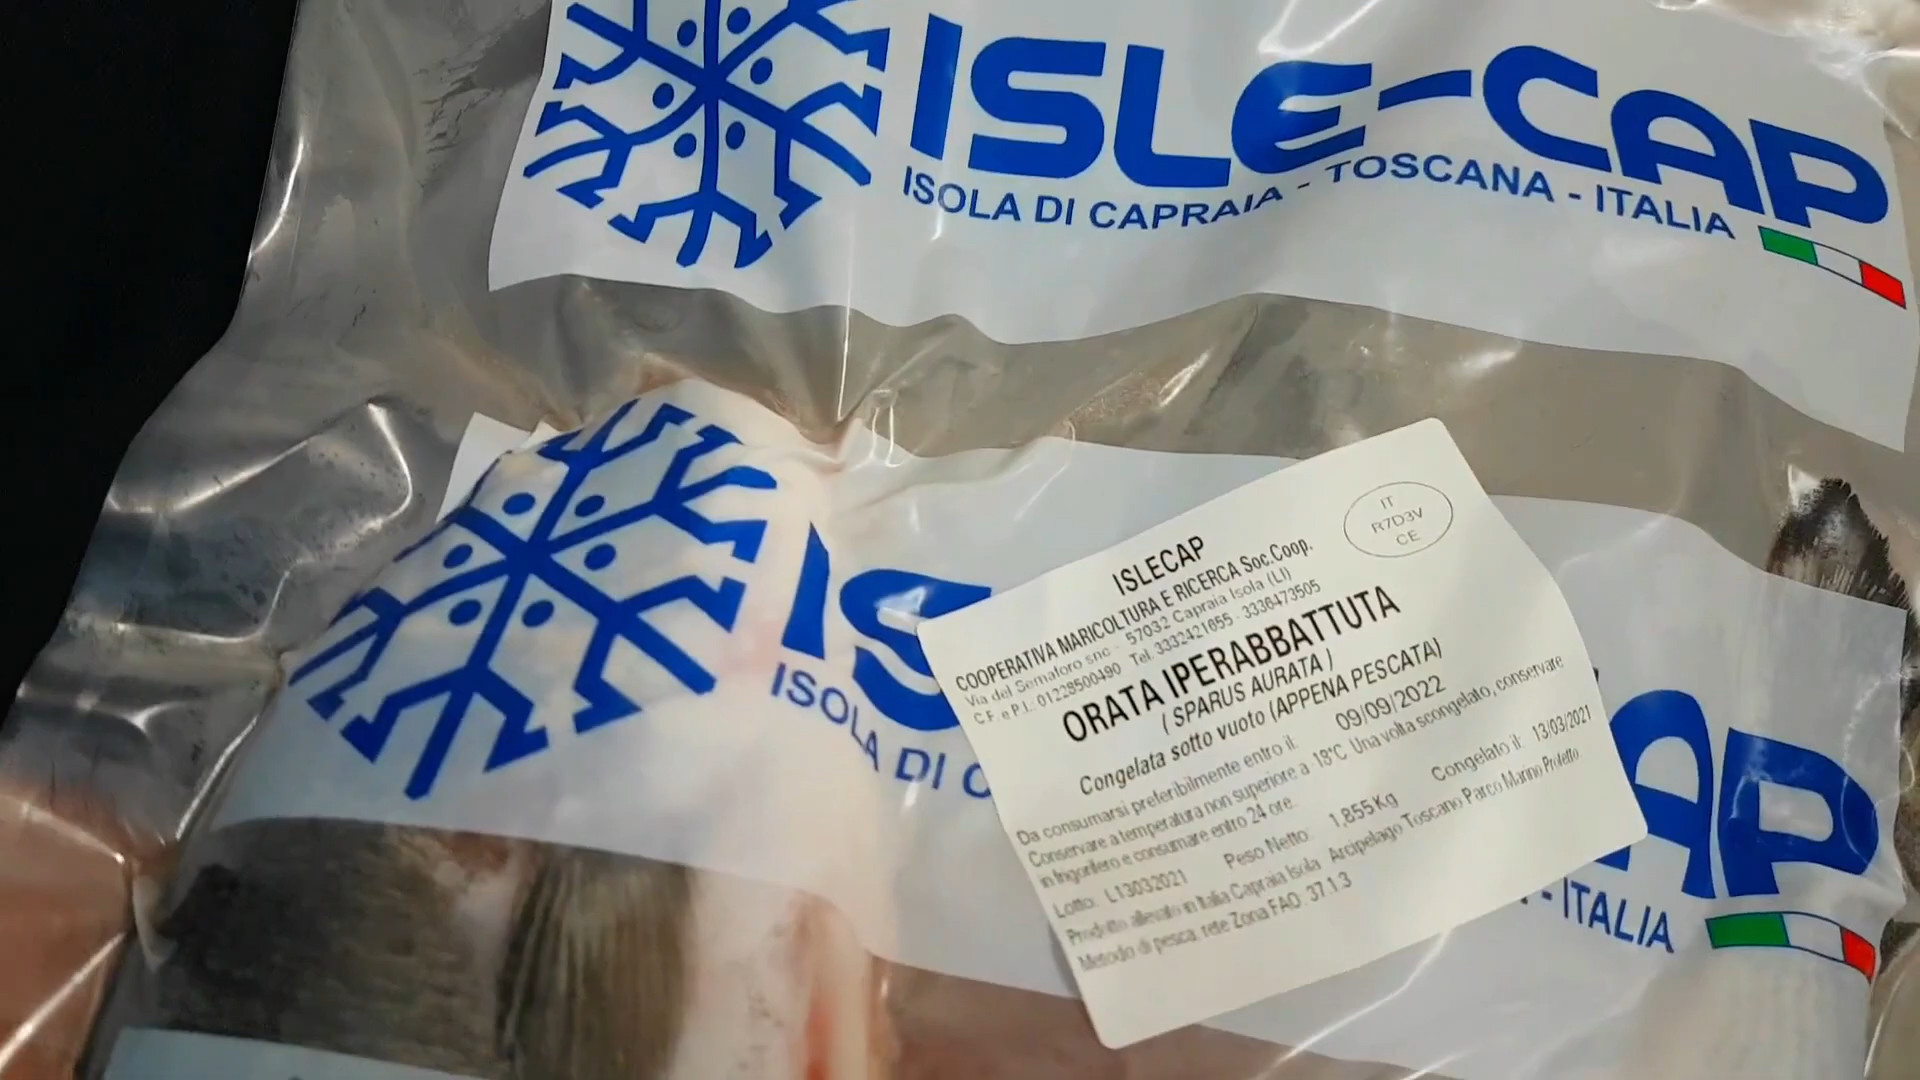 ISLE-CAP
ISOLA DI CAPRAIA - TOSCANA - ITALIA
IS
CAP
ISOLA DI C
- ITALIA
IT
R7D3V
CE
ISLECAP
COOPERATIVA MARICOLTURA E RICERCA Soc.Coop.
Via del Semaforo snc - 57032 Capraia Isola (LI)
C.F. e P.I.: 01228500490 Tel. 3332421655 - 3336473505
ORATA IPERABBATTUTA
( SPARUS AURATA )
Congelata sotto vuoto (APPENA PESCATA)
Da consumarsi preferibilmente entro il: 09/09/2022
Conservare a temperatura non superiore a -18°C. Una volta scongelato, conservare
in frigorifero e consumare entro 24 ore.
Lotto: L13032021 Peso Netto: 1,855 Kg Congelato il: 13/03/2021
Prodotto allevato in Italia Capraia Isola Arcipelago Toscano Parco Marino Protetto
Metodo di pesca: rete Zona FAO: 37.1.3